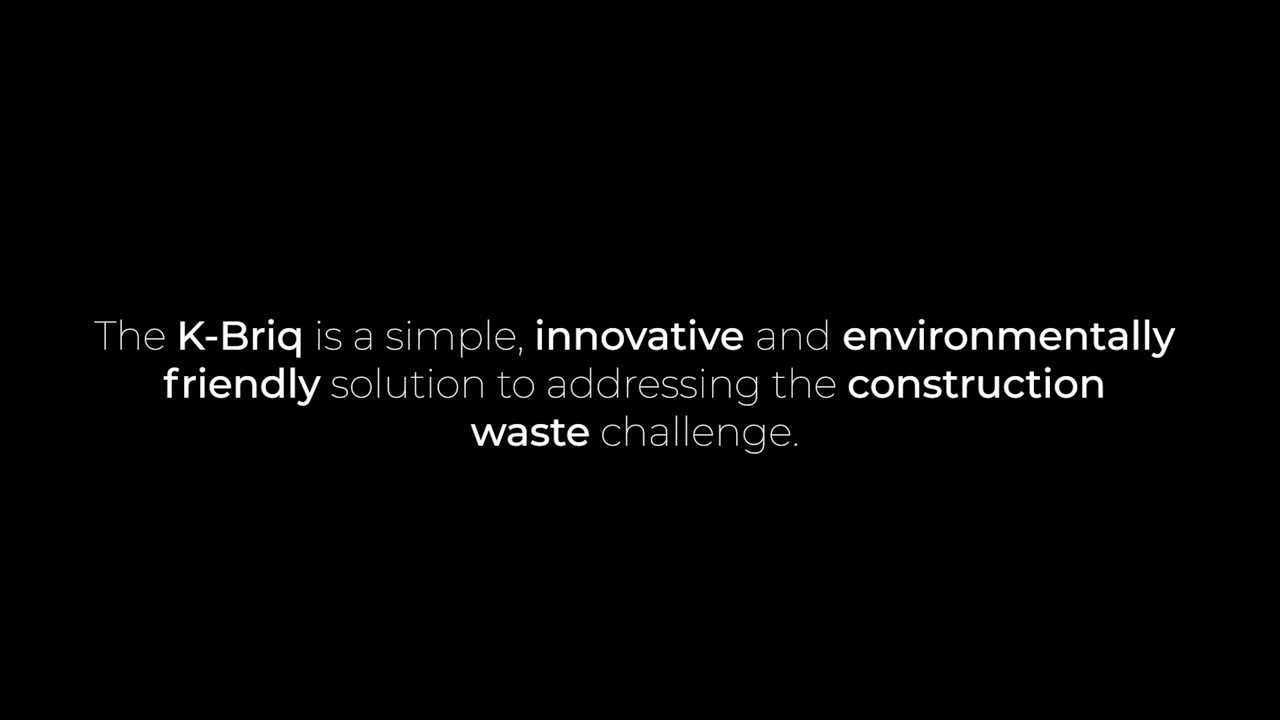 The K-Briq is a simple, innovative and environmentally
friendly solution to addressing the construction
waste challenge.